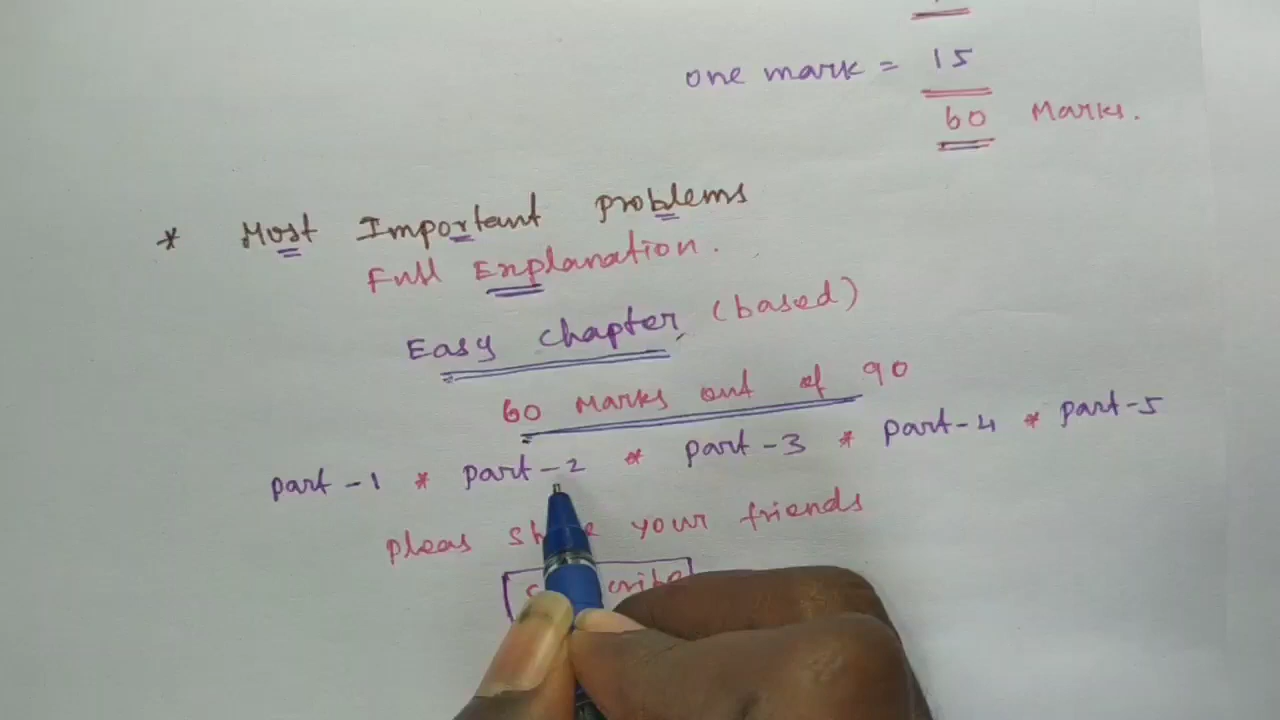 one mark = 15
60 Marks.
* Most Important problems
Full Explanation.
Easy chapter (based)
60 Marks out of 90
part -1 * part -2 * part -3 * part -4 * part -5
pleas your friends